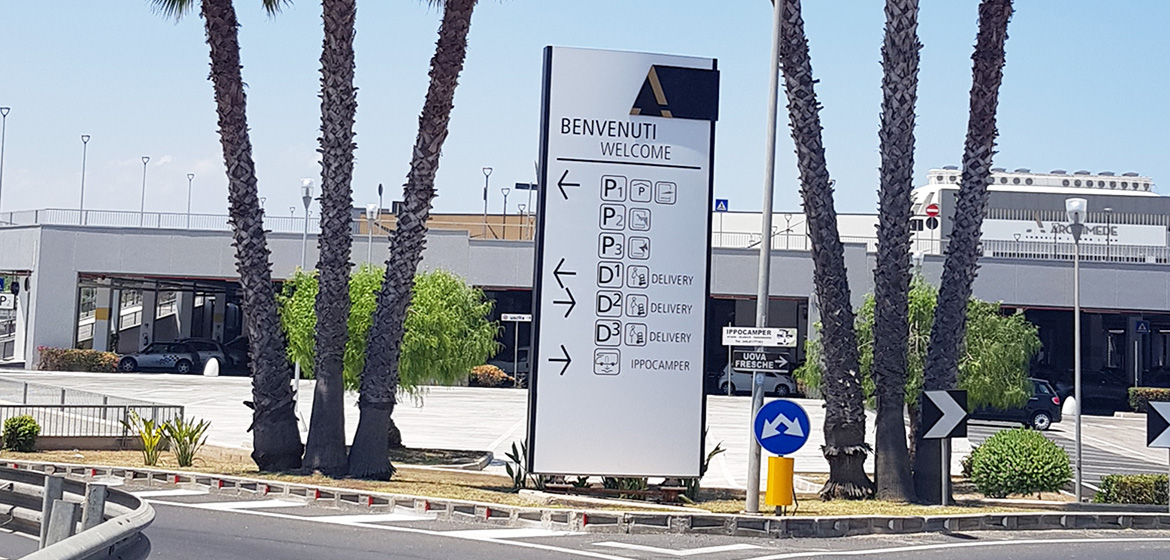 A
BENVENUTI
WELCOME
P1 P
P2
P3
D1 DELIVERY
D2 DELIVERY
D3 DELIVERY
IPPOCAMPER
IPPOCAMPER
UOVA
FRESCHE
ARCHIMEDE
P